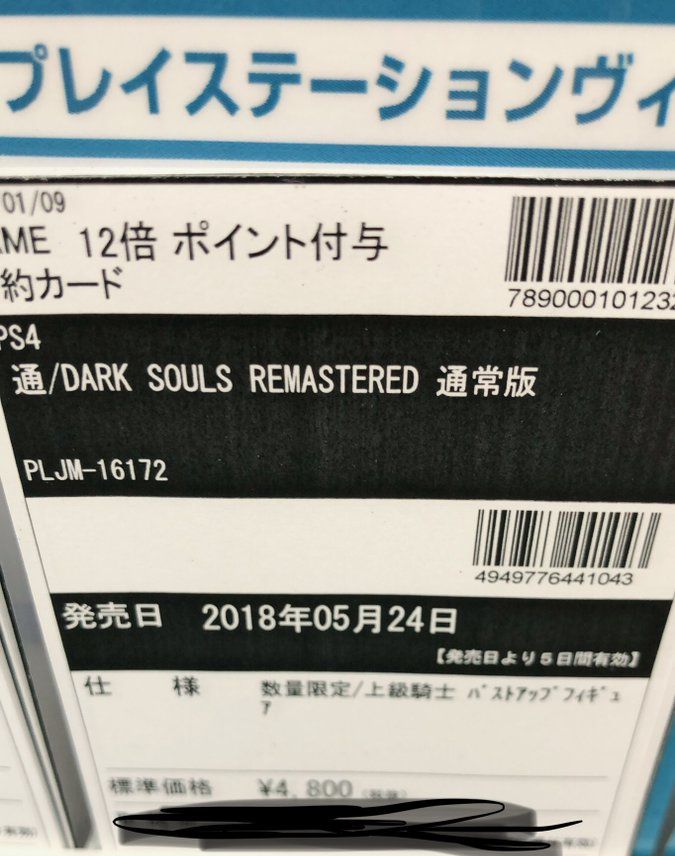 プレイステーションヴィ
01/09
AME 12倍 ポイント付与
約カード
789000101232
PS4
通/DARK SOULS REMASTERED 通常版
PLJM-16172
4949776441043
発売日 2018年05月24日
【発売日より５日間有効】
仕 様 数量限定/上級騎士 ﾊﾞｽﾄｱｯﾌﾟﾌｨｷﾞｭ
ｱ
標準価格 ¥4,800